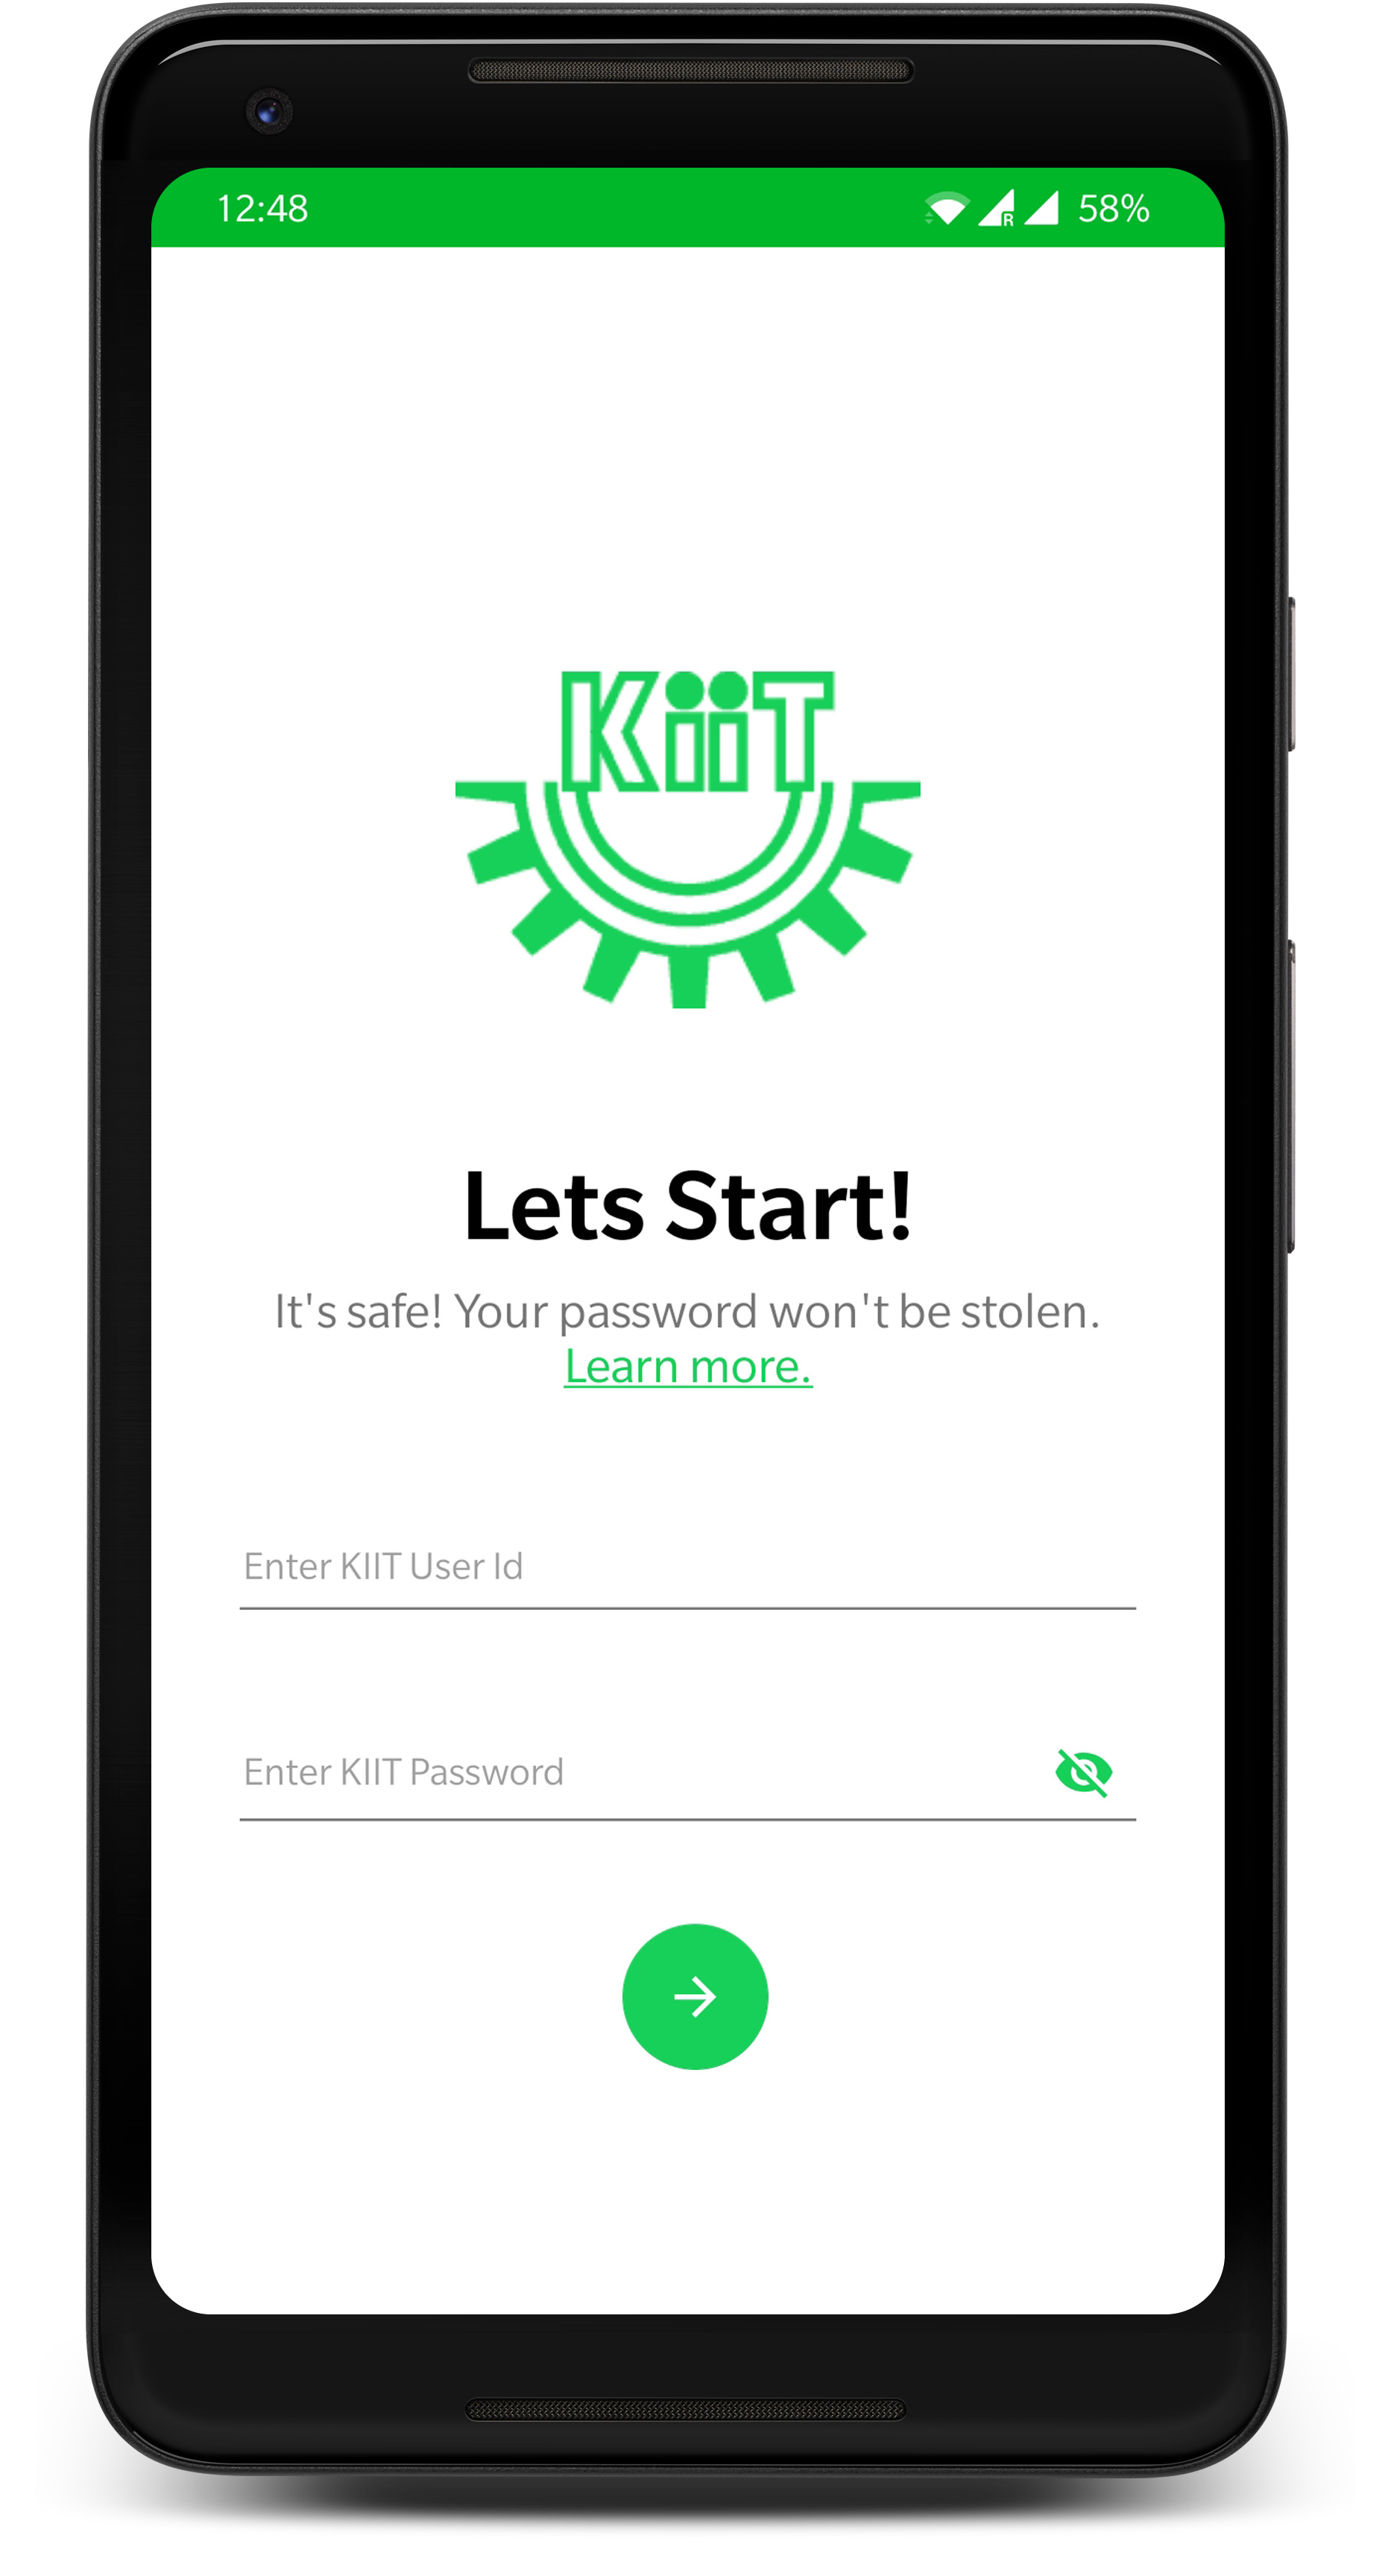 12:48 R 58%
KiiT
Lets Start!
It's safe! Your password won't be stolen.
Learn more.
Enter KIIT User Id
Enter KIIT Password